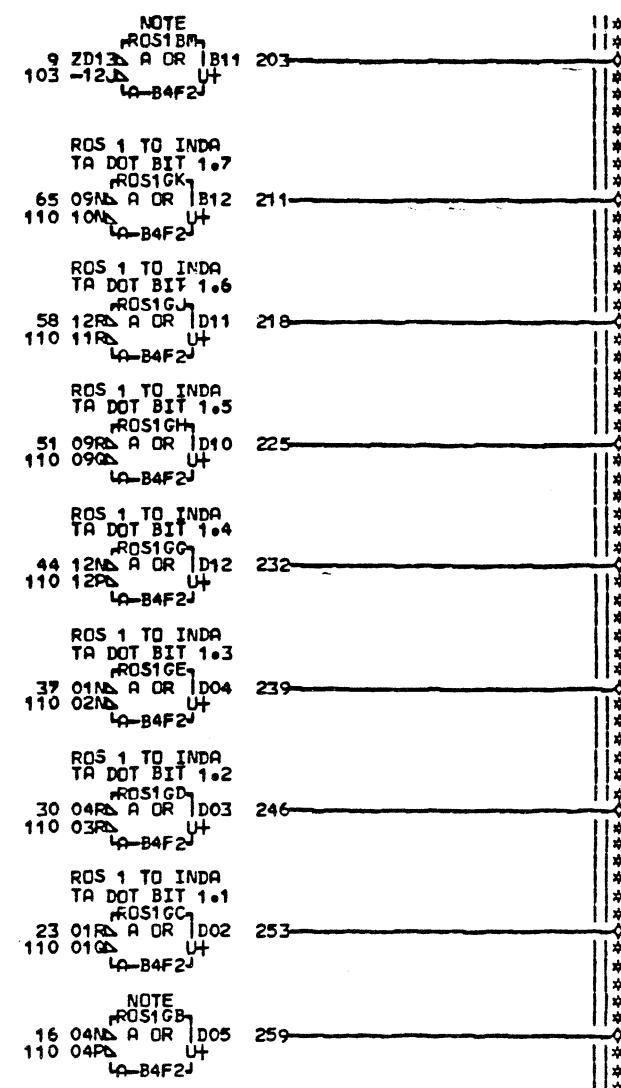 NOTE
ROS1BM
9 ZD13 A OR B11 203
103 -12J U+
A-B4F2
ROS 1 TO INDA
TA DOT BIT 1.7
ROS1GK
65 09N A OR B12 211
110 10N U+
A-B4F2
ROS 1 TO INDA
TA DOT BIT 1.6
ROS1GJ
58 12R A OR D11 218
110 11R U+
A-B4F2
ROS 1 TO INDA
TA DOT BIT 1.5
ROS1GH
51 09R A OR D10 225
110 09Q U+
A-B4F2
ROS 1 TO INDA
TA DOT BIT 1.4
ROS1GG
44 12N A OR D12 232
110 12P U+
A-B4F2
ROS 1 TO INDA
TA DOT BIT 1.3
ROS1GE
37 01N A OR D04 239
110 02N U+
A-B4F2
ROS 1 TO INDA
TA DOT BIT 1.2
ROS1GD
30 04R A OR D03 246
110 03R U+
A-B4F2
ROS 1 TO INDA
TA DOT BIT 1.1
ROS1GC
23 01R A OR D02 253
110 01Q U+
A-B4F2
NOTE
ROS1GB
16 04N A OR D05 259
110 04P U+
A-B4F2